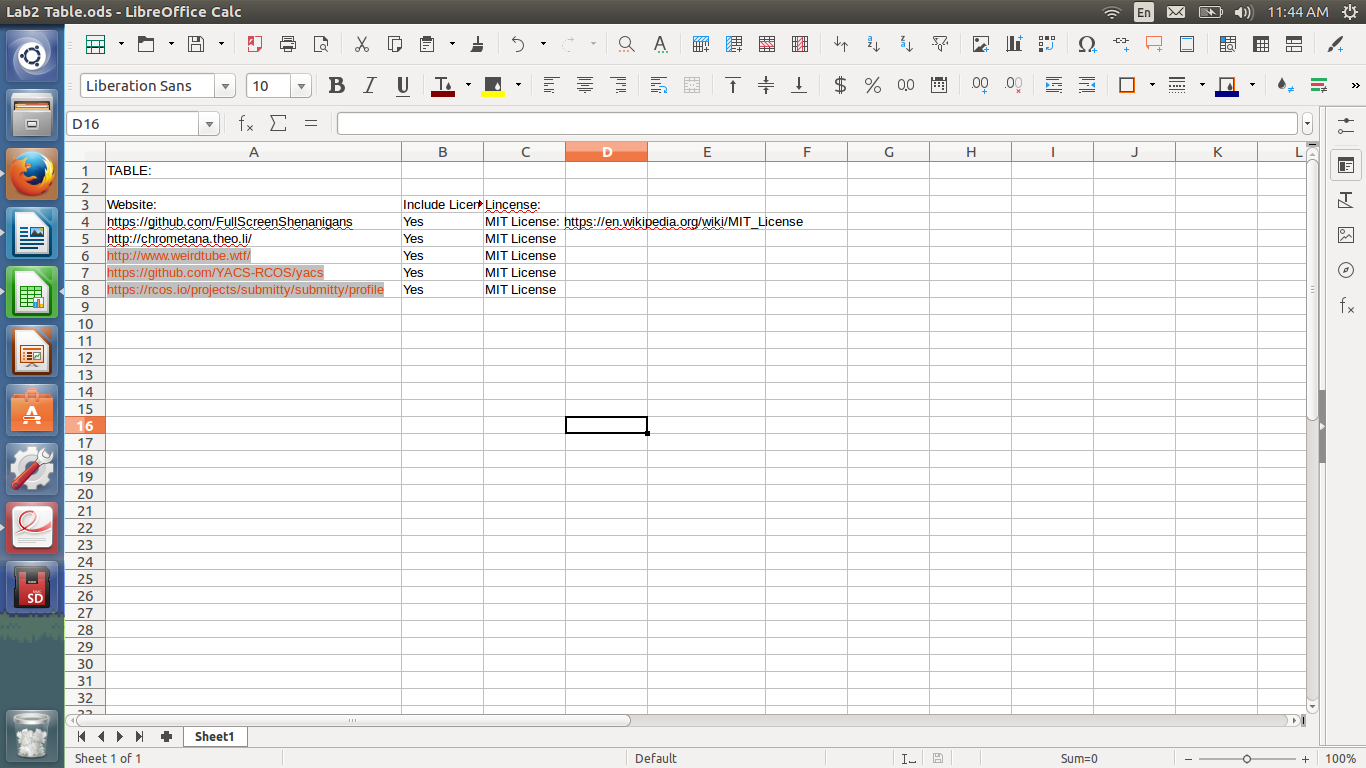 Lab2 Table.ods - LibreOffice Calc
En
11:44 AM
Liberation Sans
10
D16
A B C D E F G H I J K L
1 TABLE:
2
3 Website: Include Licen Lincense:
4 https://github.com/FullScreenShenanigans Yes MIT License: https://en.wikipedia.org/wiki/MIT_License
5 http://chrometana.theo.li/ Yes MIT License
6 http://www.weirdtube.wtf/ Yes MIT License
7 https://github.com/YACS-RCOS/yacs Yes MIT License
8 https://rcos.io/projects/submitty/submitty/profile Yes MIT License
9
10
11
12
13
14
15
16
17
18
19
20
21
22
23
24
25
26
27
28
29
30
31
32
Sheet1
Sheet 1 of 1
Default
Sum=0
100%